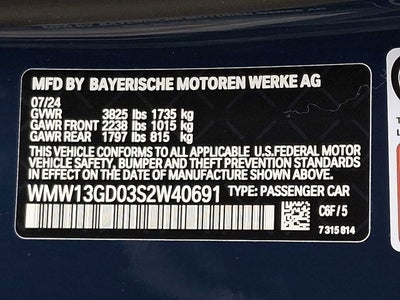 MFD BY BAYERISCHE MOTOREN WERKE AG
07/24
GVWR 3825 lbs 1735 kg
GAWR FRONT 2238 lbs 1015 kg
GAWR REAR 1797 lbs 815 kg
THIS VEHICLE CONFORMS TO ALL APPLICABLE U.S.FEDERAL MOTOR
VEHICLE SAFETY, BUMPER AND THEFT PREVENTION STANDARDS
IN EFFECT ON THE DATE OF MANUFACTURE SHOWN ABOVE.
WMW13GD03S2W40691 TYPE: PASSENGER CAR
C6F / 5
7 315 814